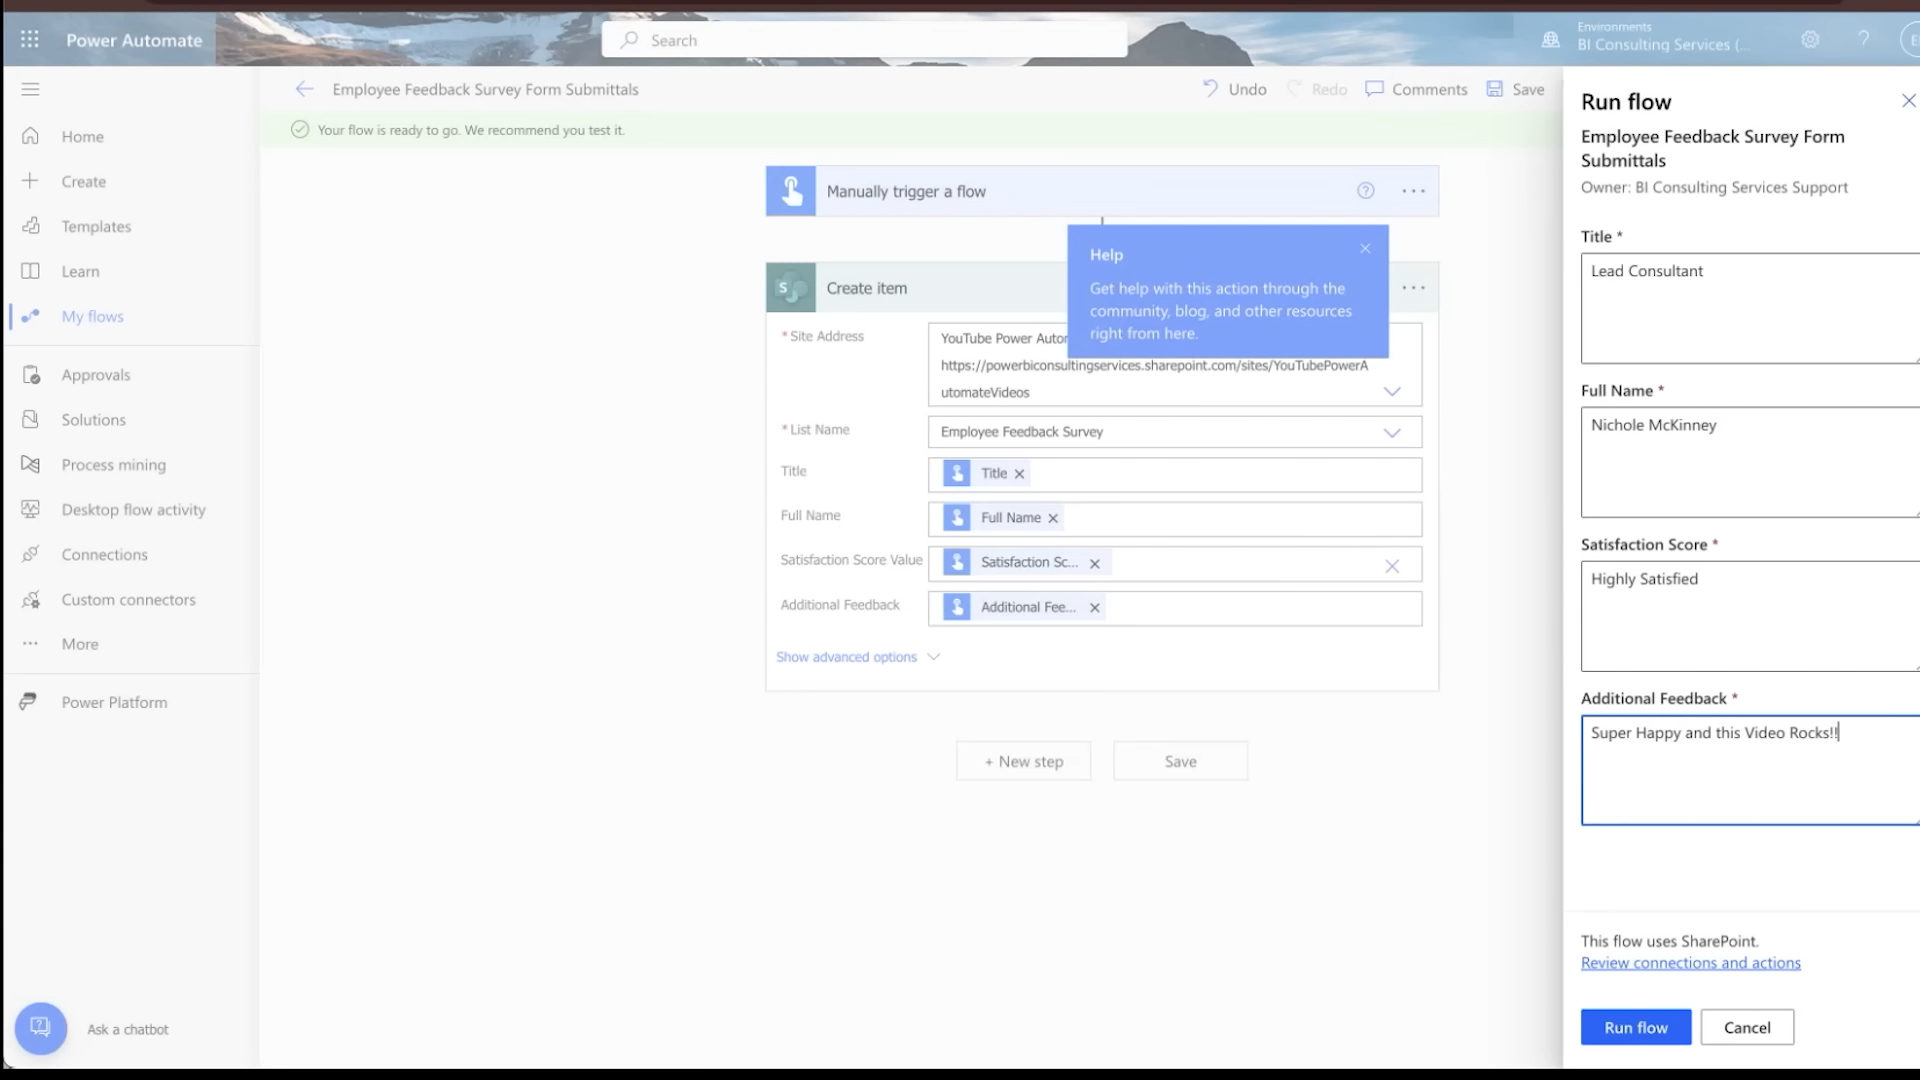 Power Automate
Search
Environments
BI Consulting Services (...
Employee Feedback Survey Form Submittals
Undo
Redo
Comments
Save
Your flow is ready to go. We recommend you test it.
Home
Create
Templates
Learn
My flows
Approvals
Solutions
Process mining
Desktop flow activity
Connections
Custom connectors
More
Power Platform
Ask a chatbot
Manually trigger a flow
Create item
Help
Get help with this action through the
community, blog, and other resources
right from here.
* Site Address
YouTube Power Autor
https://powerbiconsultingservices.sharepoint.com/sites/YouTubePowerA
utomateVideos
* List Name
Employee Feedback Survey
Title
Title
Full Name
Full Name
Satisfaction Score Value
Satisfaction Sc...
Additional Feedback
Additional Fee...
Show advanced options
+ New step
Save
Run flow
Employee Feedback Survey Form
Submittals
Owner: BI Consulting Services Support
Title *
Lead Consultant
Full Name *
Nichole McKinney
Satisfaction Score *
Highly Satisfied
Additional Feedback *
Super Happy and this Video Rocks!!
This flow uses SharePoint.
Review connections and actions
Run flow
Cancel